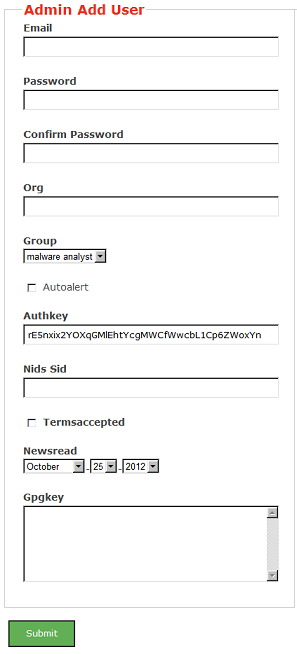 Admin Add User
Email
Password
Confirm Password
Org
Group
malware analyst
Autoalert
Authkey
rE5nxix2YOXqGMlEhtYcgMWCfWwcbL1Cp6ZWoxYn
Nids Sid
Termsaccepted
Newsread
October - 25 - 2012
Gpgkey
Submit